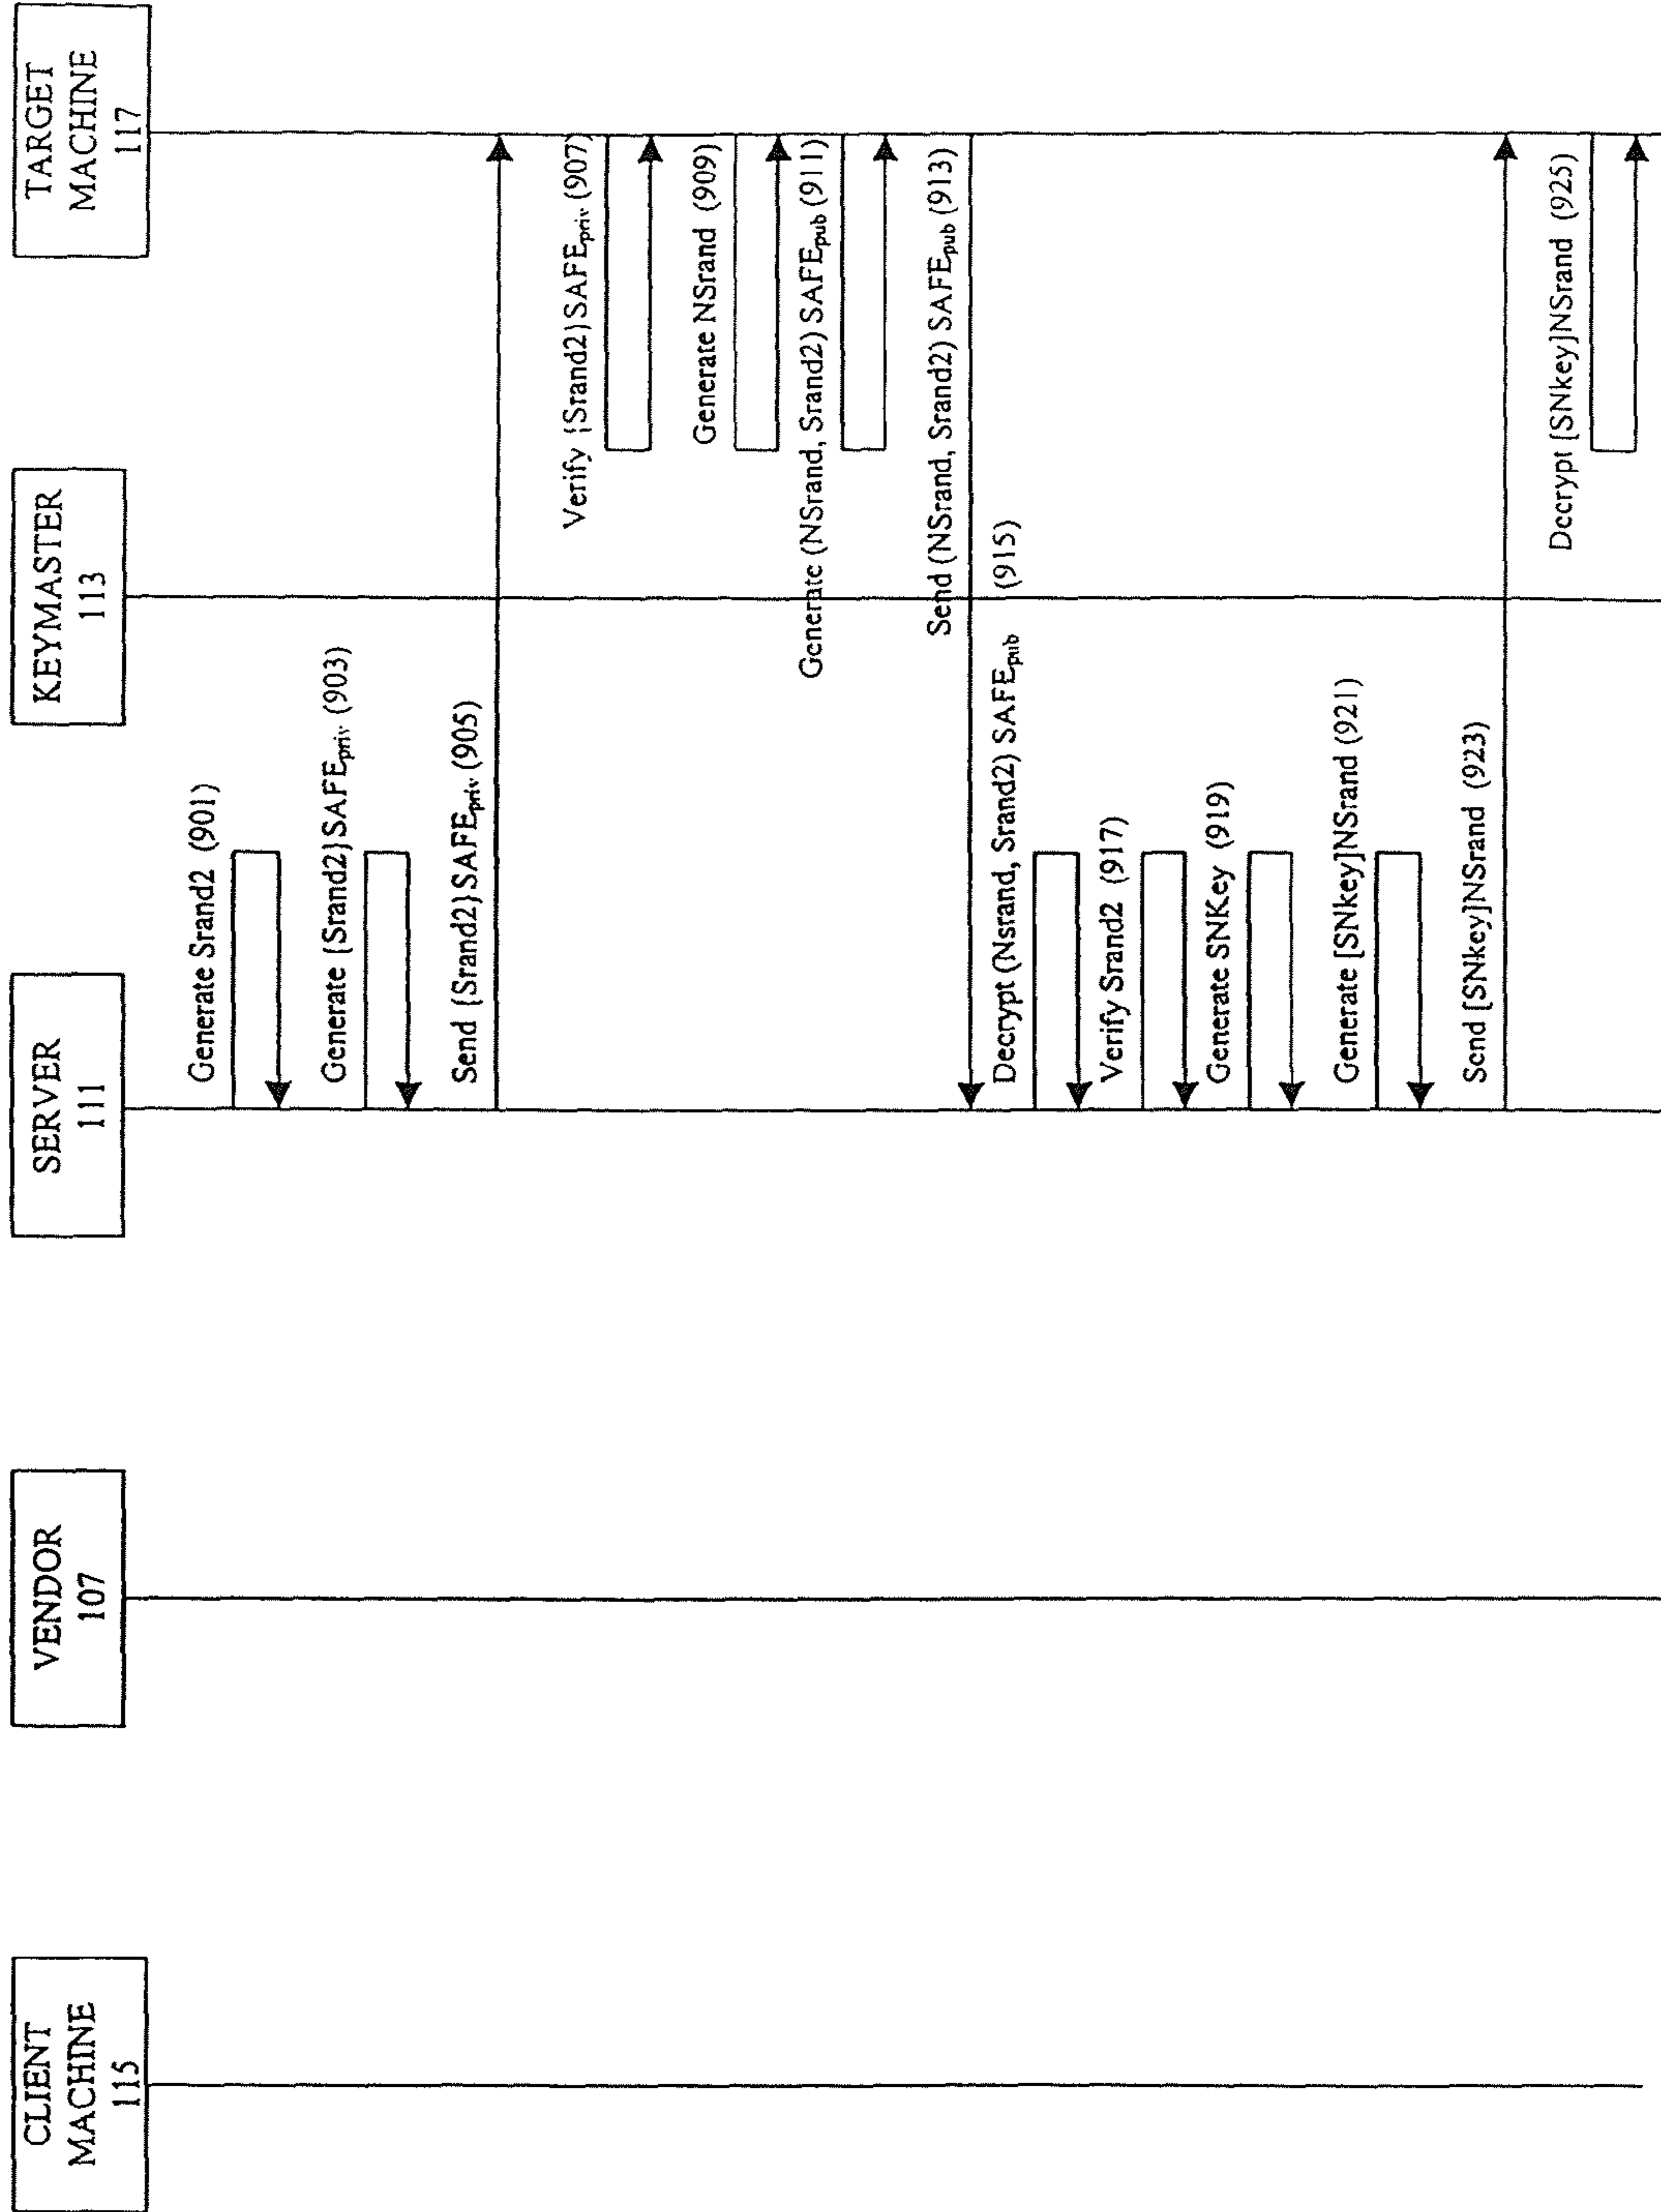 CLIENT
MACHINE
115
VENDOR
107
SERVER
111
KEYMASTER
113
TARGET
MACHINE
117
Generate Srand2 (901)
Generate {Srand2}SAFEpriv (903)
Send {Srand2}SAFEpriv (905)
Verify {Srand2}SAFEpriv (907)
Generate NSrand (909)
Generate (NSrand, Srand2) SAFEpub (911)
Send (NSrand, Srand2) SAFEpub (913)
Decrypt (Nsrand, Srand2) SAFEpub (915)
Verify Srand2 (917)
Generate SNKey (919)
Generate [SNkey]NSrand (921)
Send [SNkey]NSrand (923)
Decrypt [SNkey]NSrand (925)